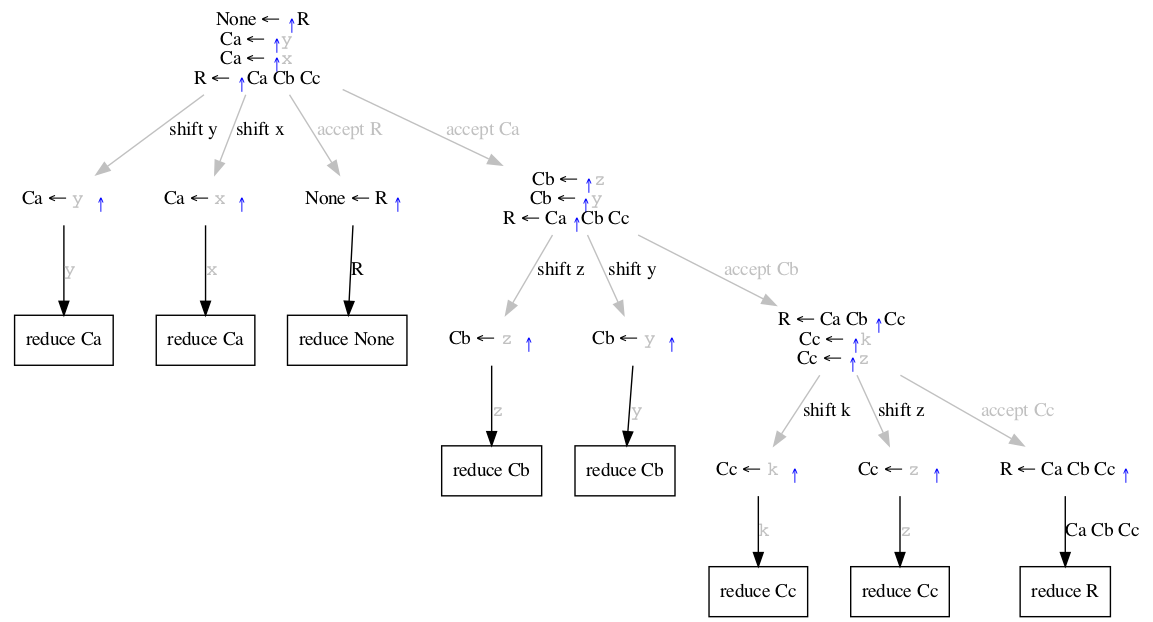 None ← ↑R
Ca ← ↑y
Ca ← ↑x
R ← ↑Ca Cb Cc
shift y
shift x
accept R
accept Ca
Ca ← y ↑
Ca ← x ↑
None ← R ↑
Cb ← ↑z
Cb ← ↑y
R ← Ca ↑Cb Cc
y
x
R
shift z
shift y
accept Cb
reduce Ca
reduce Ca
reduce None
Cb ← z ↑
Cb ← y ↑
R ← Ca Cb ↑Cc
Cc ← ↑k
Cc ← ↑z
z
y
shift k
shift z
accept Cc
reduce Cb
reduce Cb
Cc ← k ↑
Cc ← z ↑
R ← Ca Cb Cc ↑
k
z
Ca Cb Cc
reduce Cc
reduce Cc
reduce R